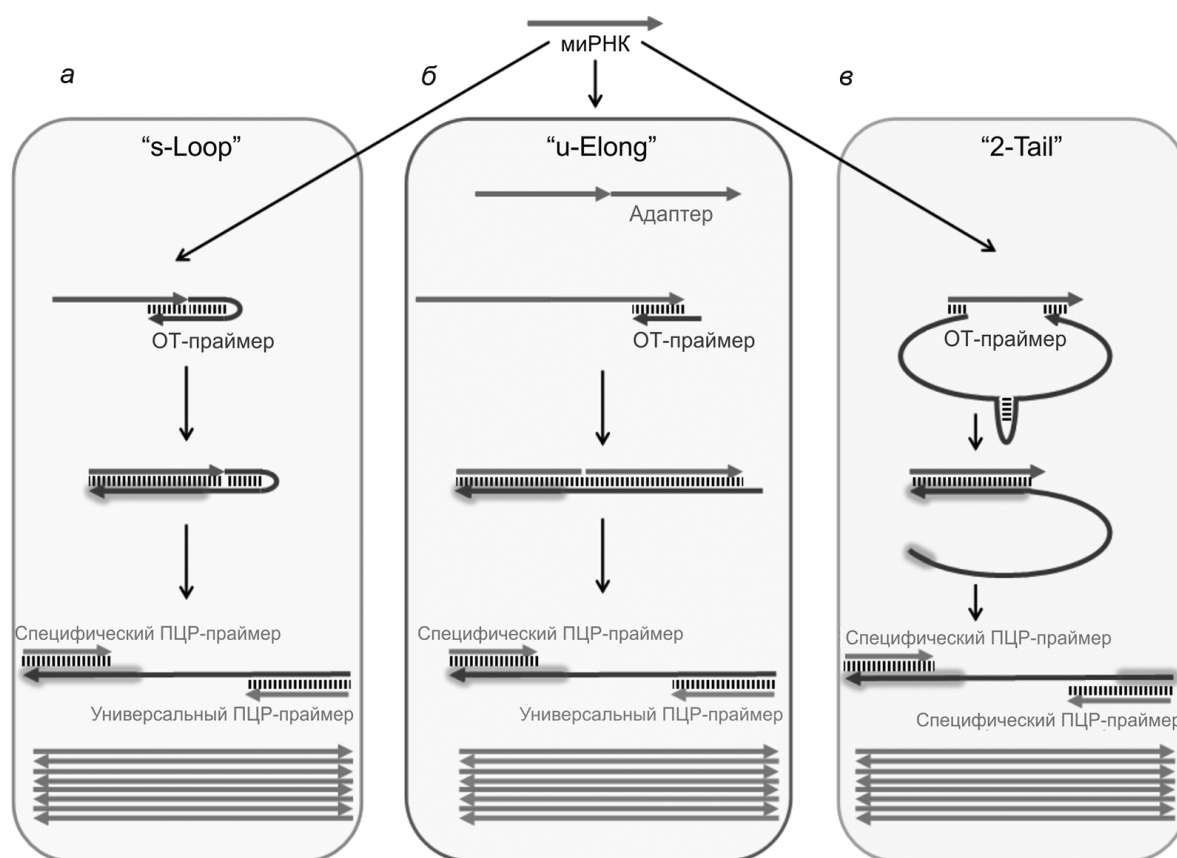 миРНК
а
б
в
“s-Loop”
“u-Elong”
“2-Tail”
Адаптер
ОТ-праймер
ОТ-праймер
ОТ-праймер
Специфический ПЦР-праймер
Специфический ПЦР-праймер
Специфический ПЦР-праймер
Универсальный ПЦР-праймер
Универсальный ПЦР-праймер
Специфический ПЦР-праймер